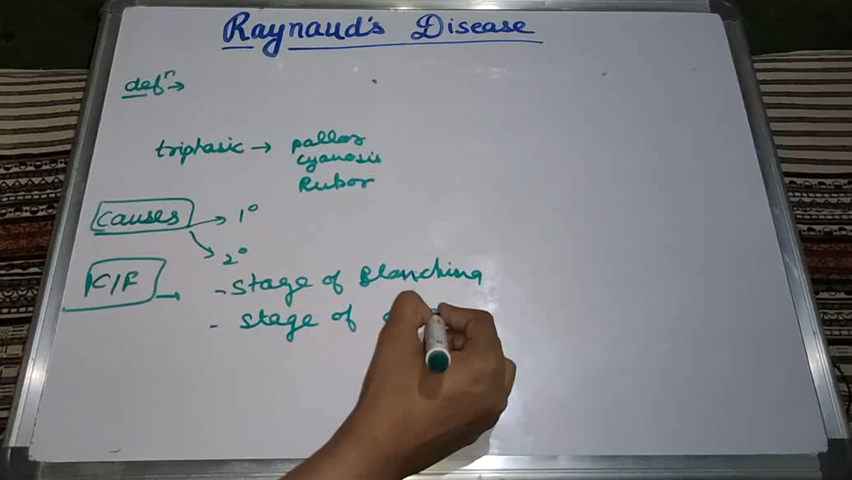 Raynaud's Disease
defⁿ →
triphasic → pallor
cyanosis
Rubor
Causes → 1°
2°
C/F → - stage of Blanching
- stage of